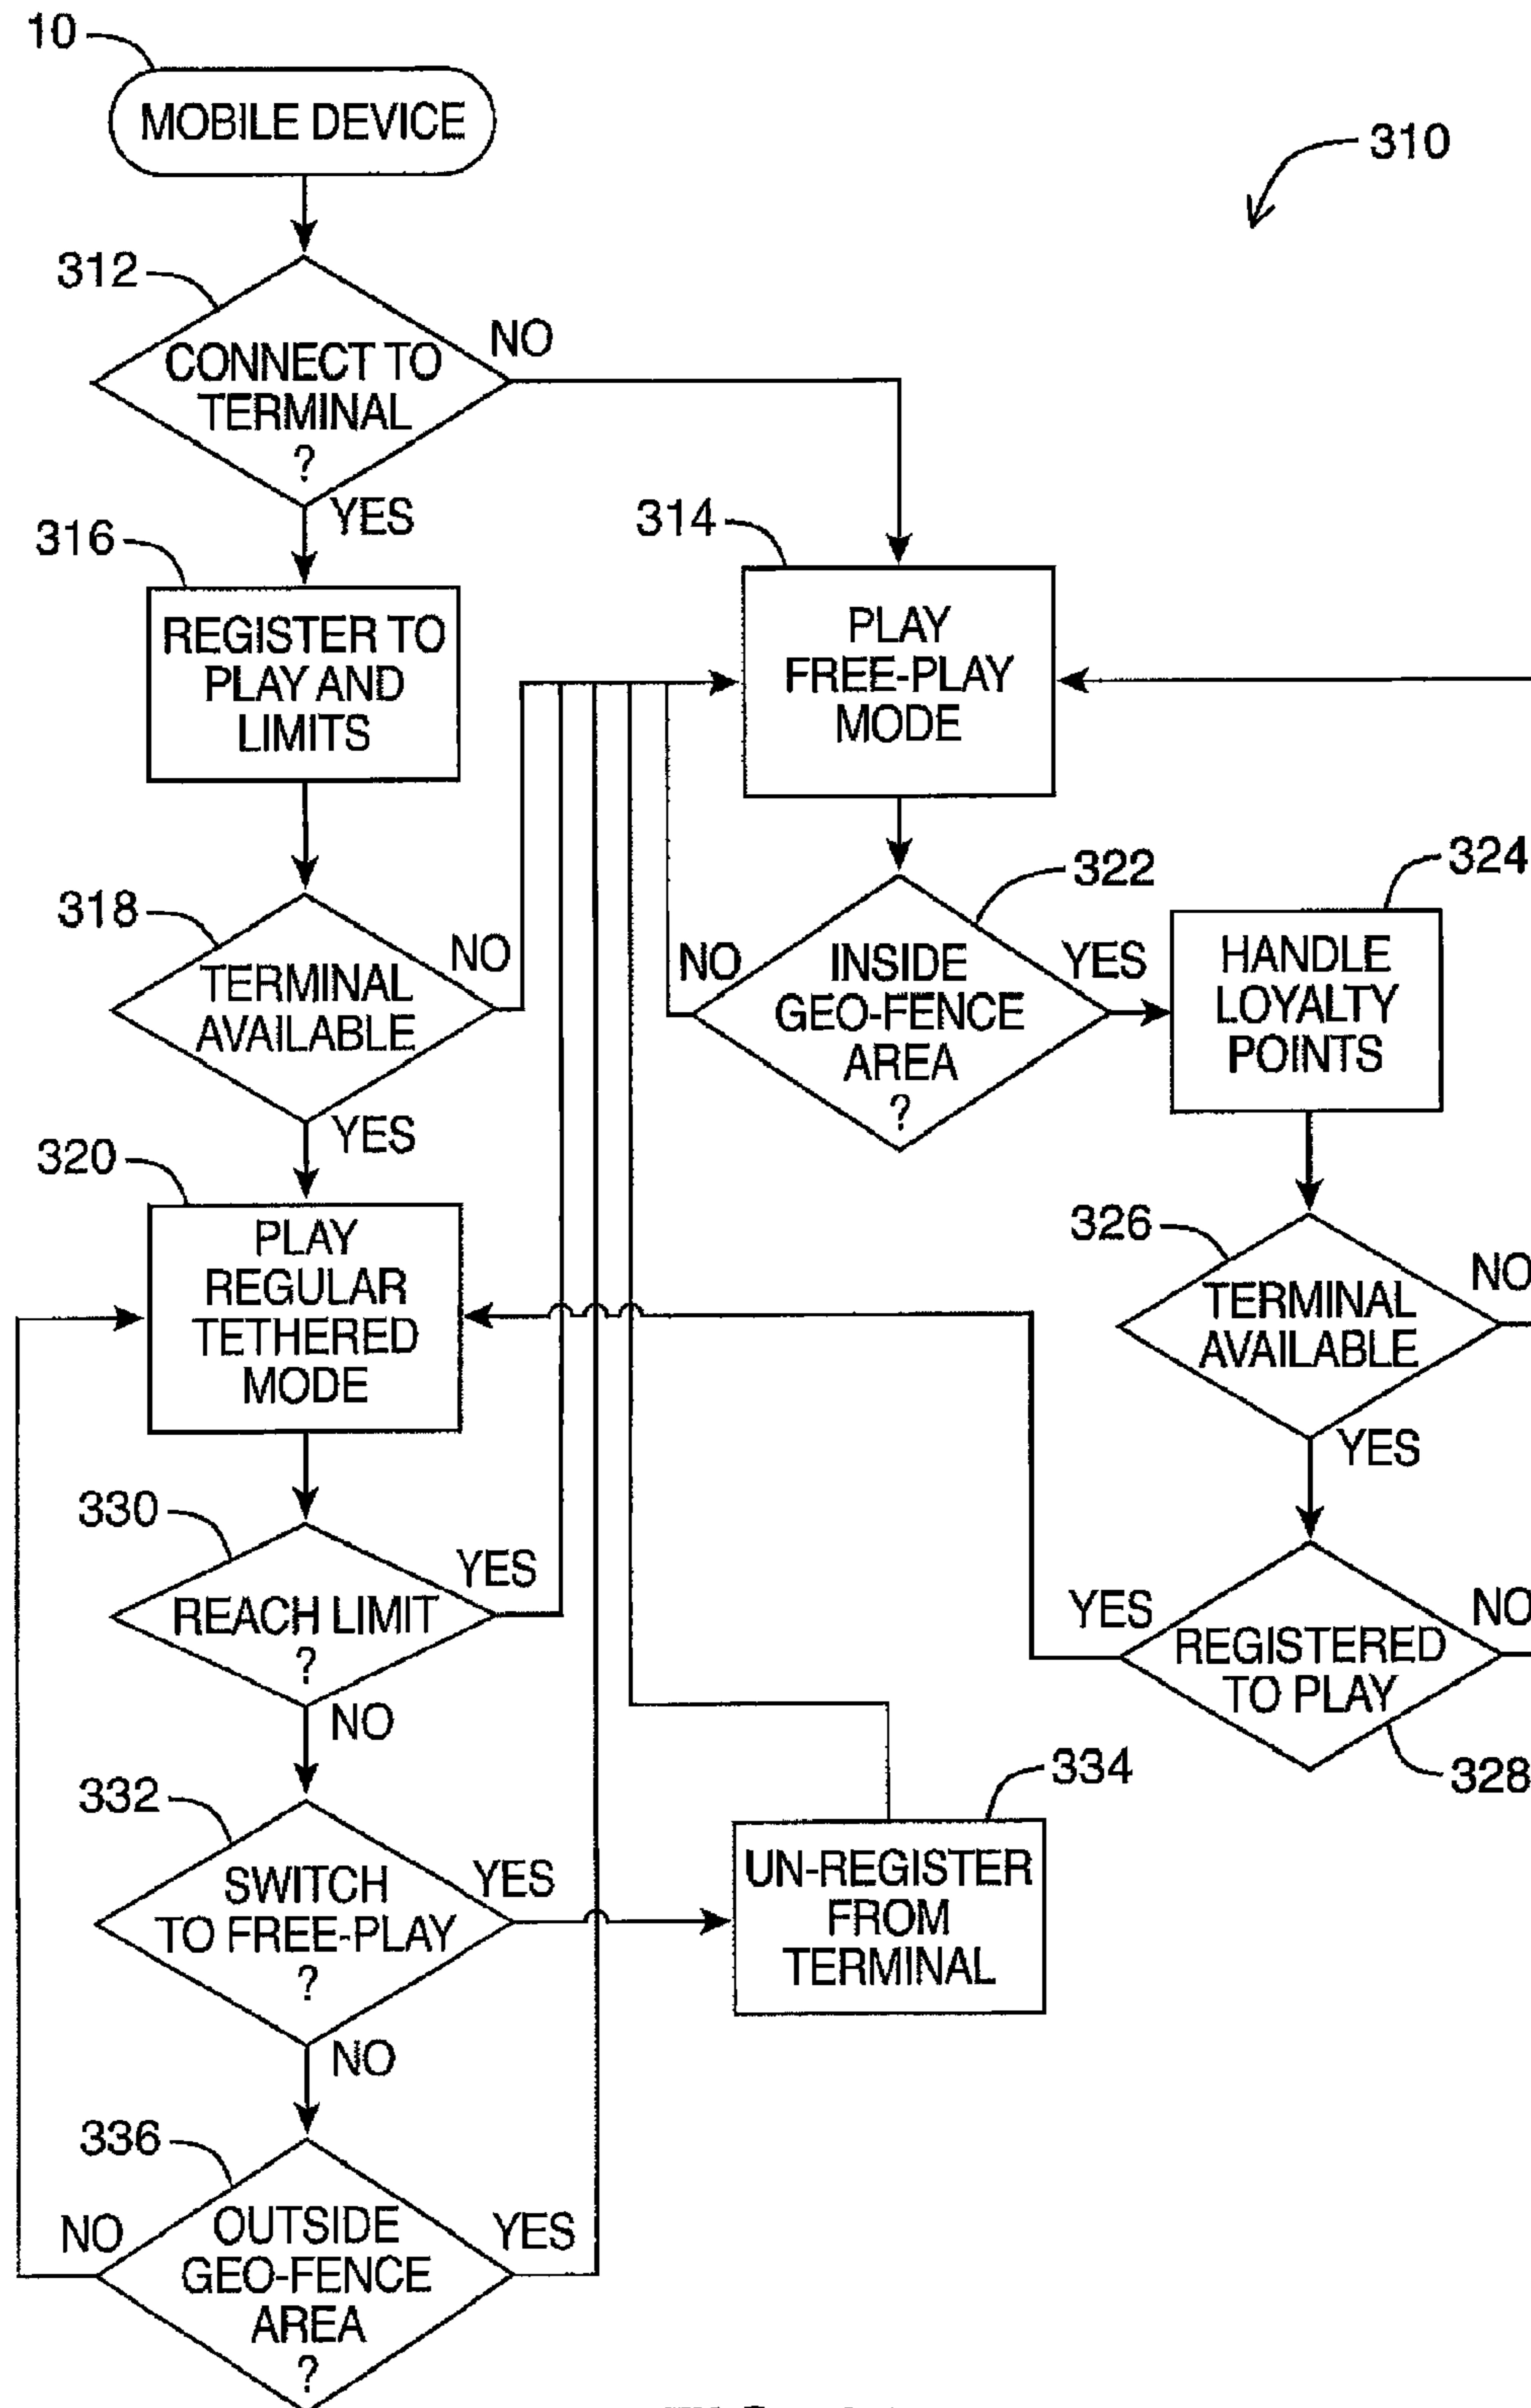 10
MOBILE DEVICE
310
312
CONNECT TO
TERMINAL
?
NO
YES
316
REGISTER TO
PLAY AND
LIMITS
314
PLAY
FREE-PLAY
MODE
318
TERMINAL
AVAILABLE
NO
YES
322
INSIDE
GEO-FENCE
AREA
?
NO
YES
324
HANDLE
LOYALTY
POINTS
320
PLAY
REGULAR
TETHERED
MODE
326
TERMINAL
AVAILABLE
NO
YES
330
REACH LIMIT
?
YES
NO
328
REGISTERED
TO PLAY
YES
NO
332
SWITCH
TO FREE-PLAY
?
YES
NO
334
UN-REGISTER
FROM
TERMINAL
336
OUTSIDE
GEO-FENCE
AREA
?
NO
YES